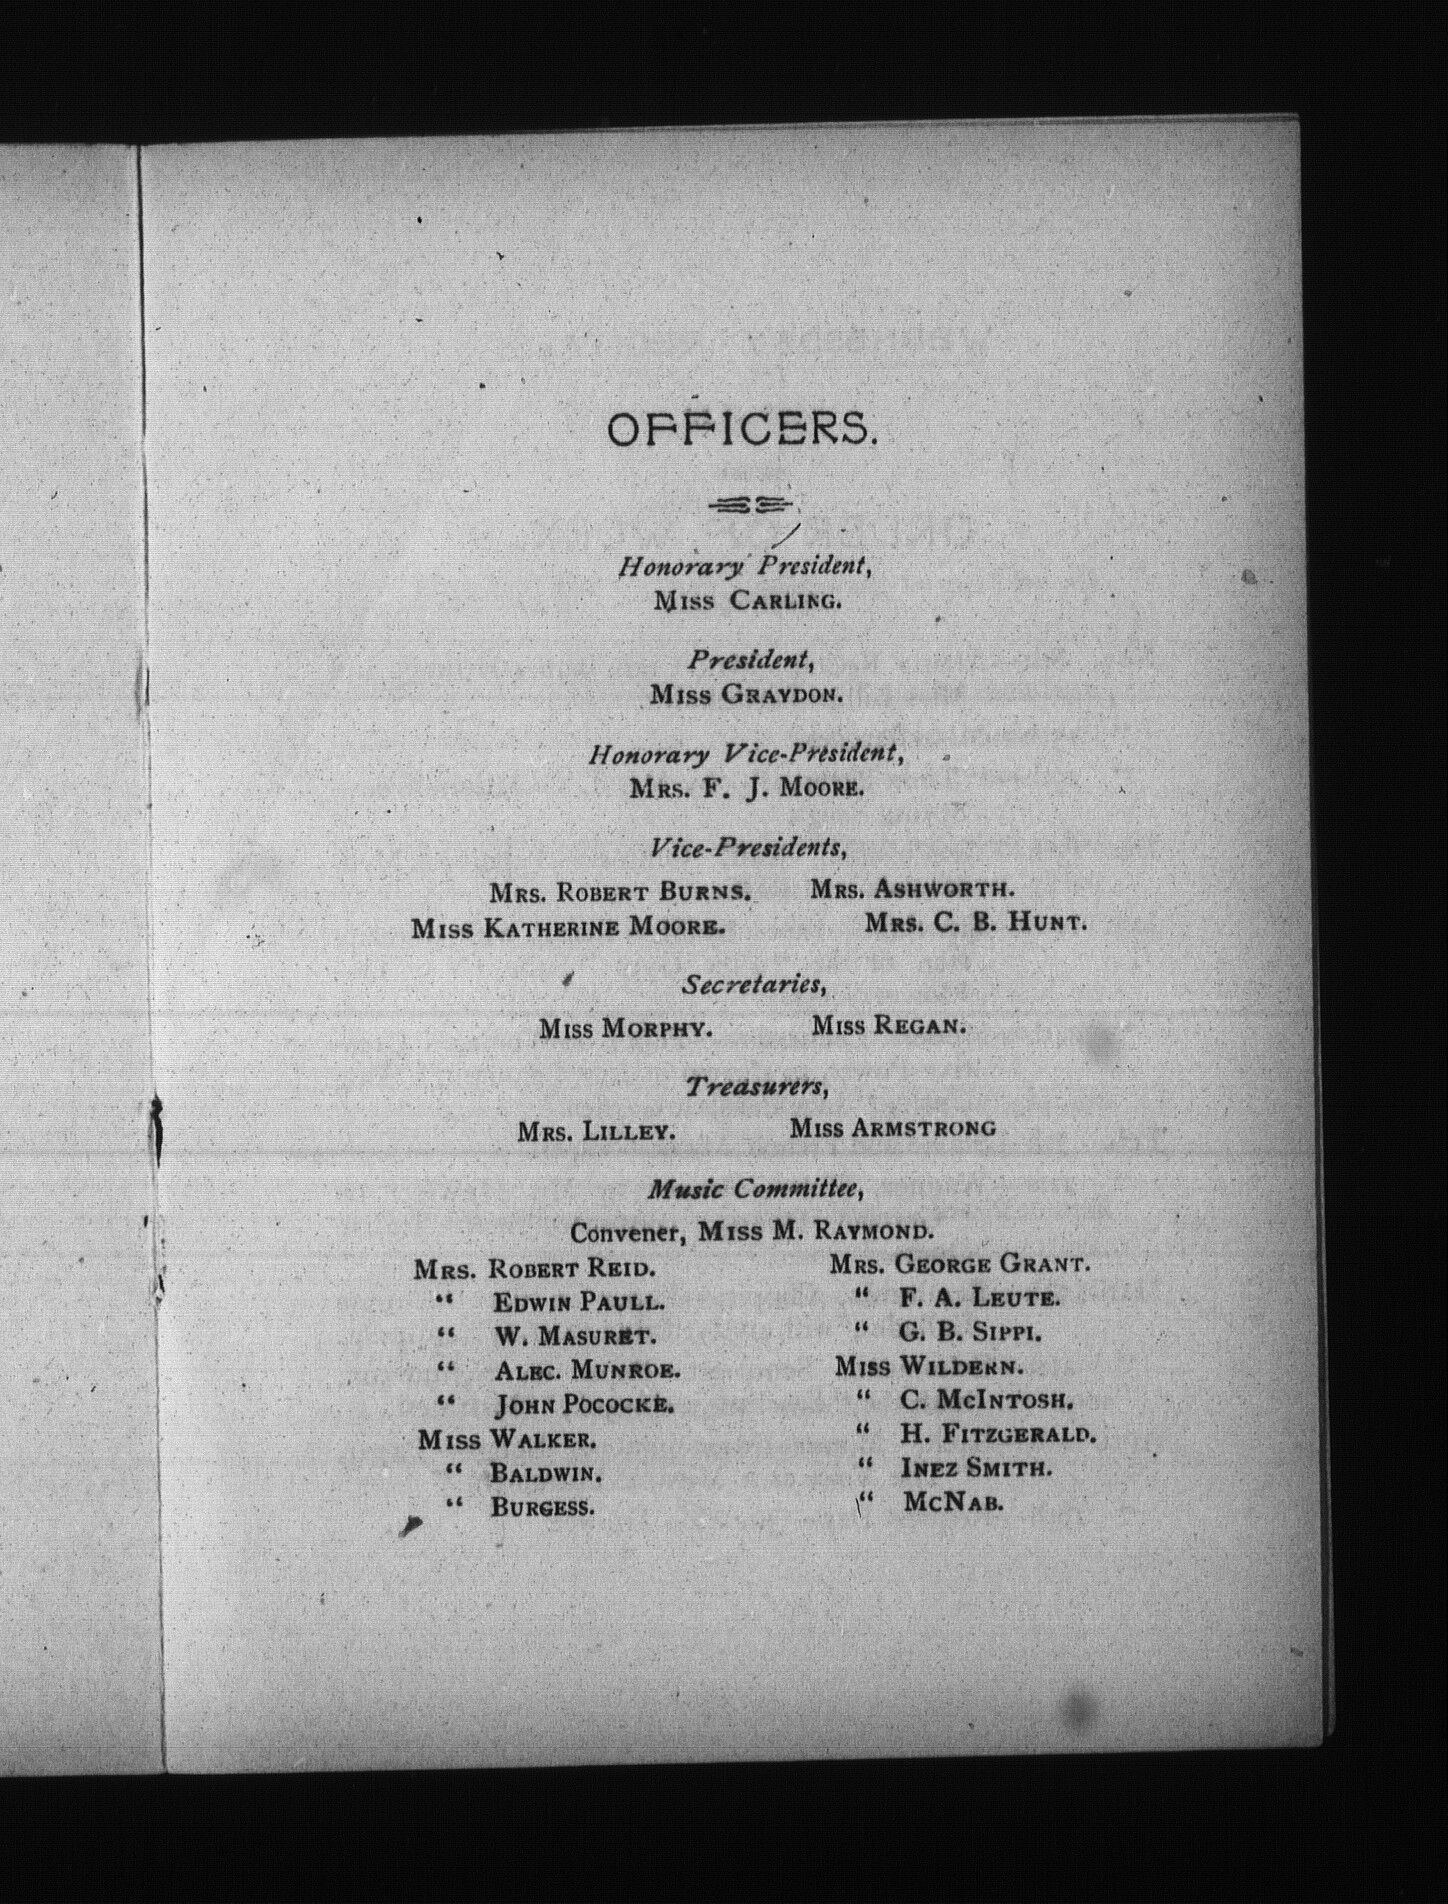 OFFICERS.
Honorary President,
Miss Carling.
President,
Miss Graydon.
Honorary Vice-President,
Mrs. F. J. Moore.
Vice-Presidents,
Mrs. Robert Burns. Mrs. Ashworth.
Miss Katherine Moore. Mrs. C. B. Hunt.
Secretaries,
Miss Morphy. Miss Regan.
Treasurers,
Mrs. Lilley. Miss Armstrong
Music Committee,
Convener, Miss M. Raymond.
Mrs. Robert Reid. Mrs. George Grant.
“ Edwin Paull. “ F. A. Leute.
“ W. Masuret. “ G. B. Sippi.
“ Alec. Munroe. Miss Wildern.
“ John Pococke. “ C. McIntosh.
Miss Walker. “ H. Fitzgerald.
“ Baldwin. “ Inez Smith.
“ Burgess. “ McNab.